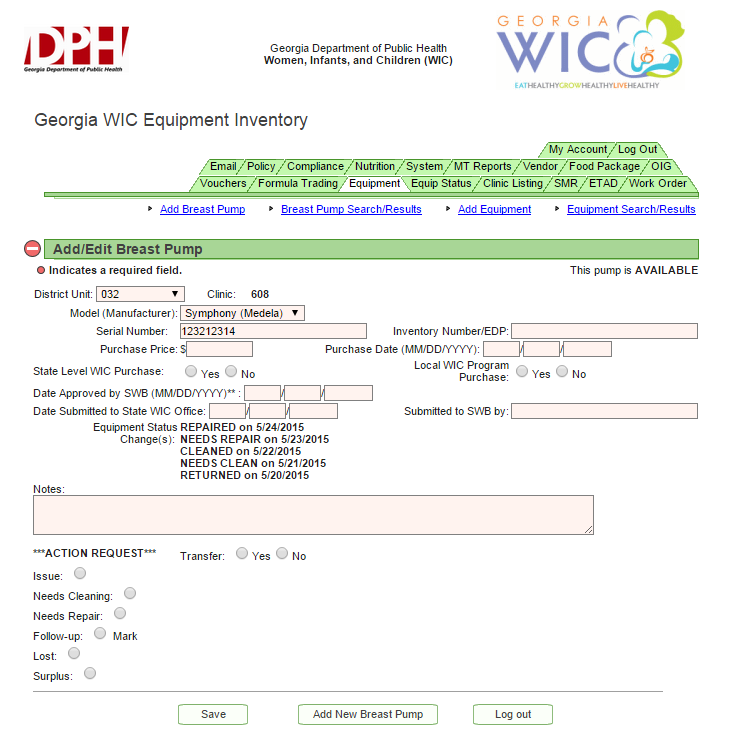 DPH
Georgia Department of Public Health
Georgia Department of Public Health
Women, Infants, and Children (WIC)
GEORGIA
WIC
EATHEALTHYGROWHEALTHYLIVEHEALTHY
Georgia WIC Equipment Inventory
My Account / Log Out
Email / Policy / Compliance / Nutrition / System / MT Reports / Vendor / Food Package / OIG
Vouchers / Formula Trading / Equipment \ Equip Status / Clinic Listing / SMR / ETAD / Work Order
Add Breast Pump Breast Pump Search/Results Add Equipment Equipment Search/Results
Add/Edit Breast Pump
Indicates a required field. This pump is AVAILABLE
District Unit: 032 Clinic: 608
Model (Manufacturer): Symphony (Medela)
Serial Number: 123212314 Inventory Number/EDP:
Purchase Price: $ Purchase Date (MM/DD/YYYY): / /
State Level WIC Purchase: Yes No Local WIC Program
Purchase: Yes No
Date Approved by SWB (MM/DD/YYYY)** : / /
Date Submitted to State WIC Office: / / Submitted to SWB by:
Equipment Status REPAIRED on 5/24/2015
Change(s): NEEDS REPAIR on 5/23/2015
CLEANED on 5/22/2015
NEEDS CLEAN on 5/21/2015
RETURNED on 5/20/2015
Notes:
***ACTION REQUEST*** Transfer: Yes No
Issue:
Needs Cleaning:
Needs Repair:
Follow-up: Mark
Lost:
Surplus:
Save Add New Breast Pump Log out